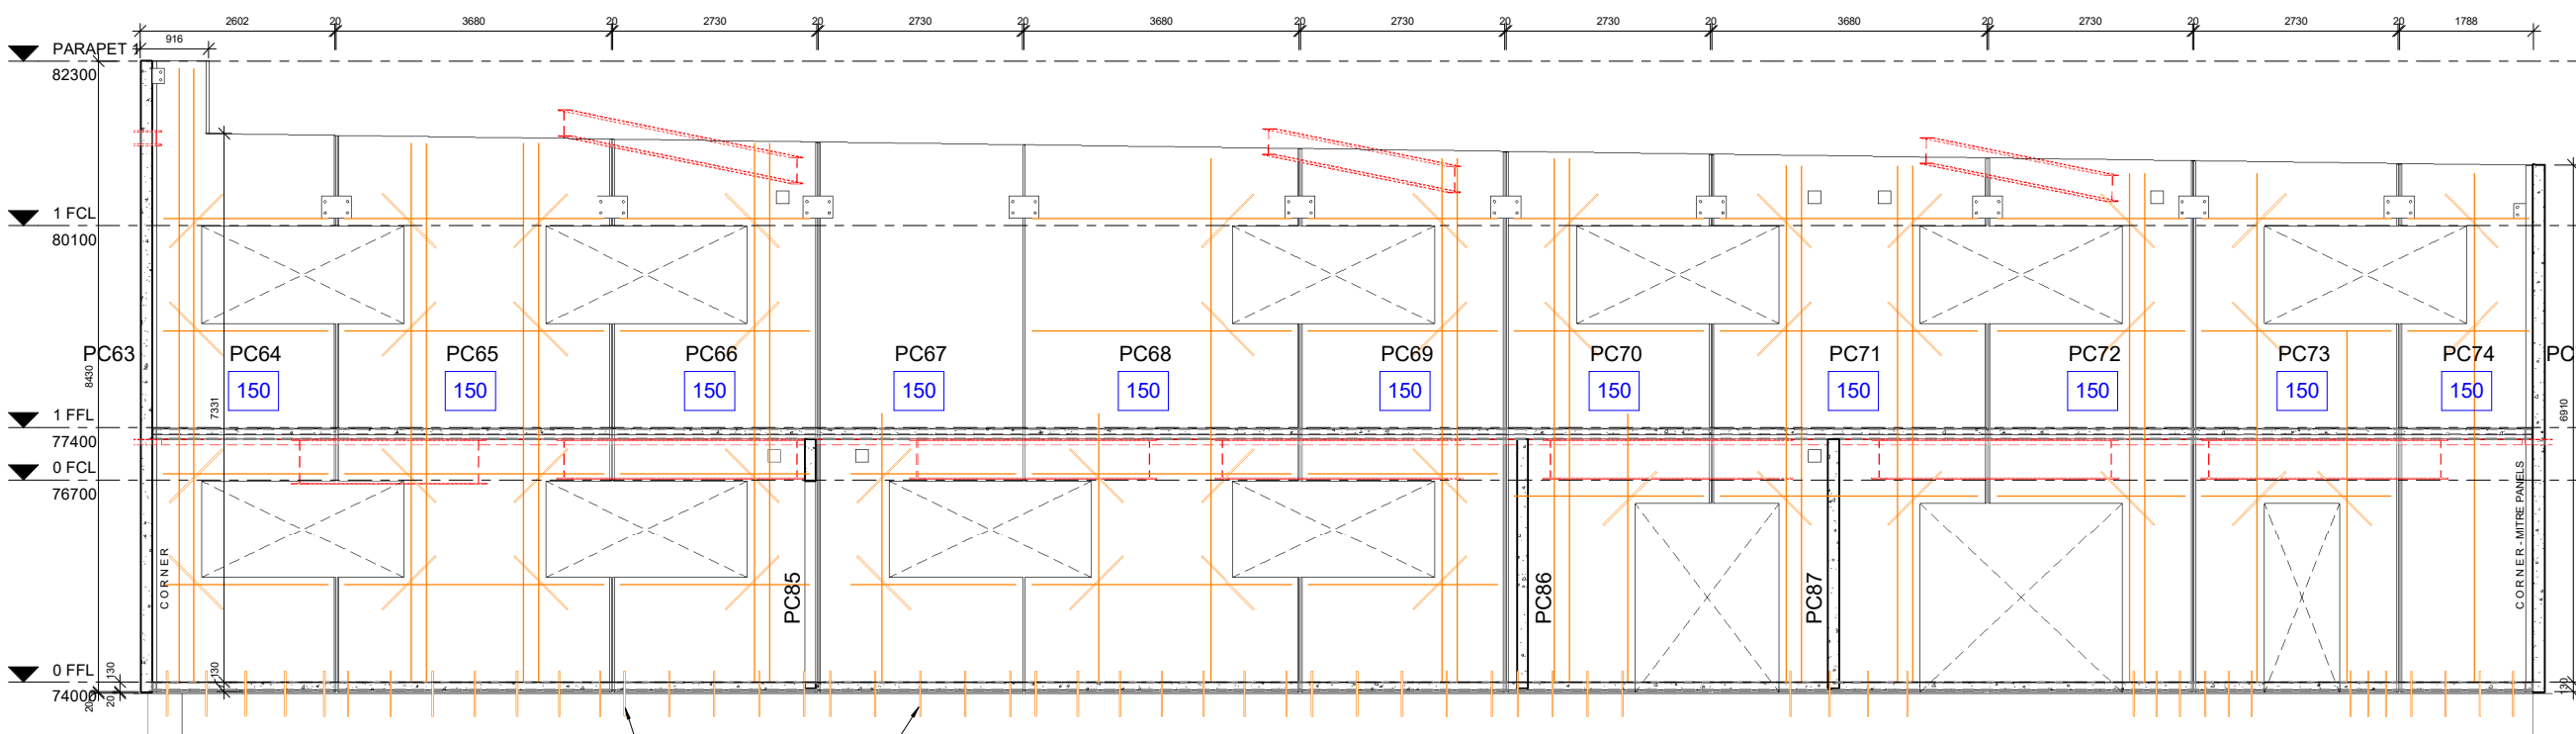 2602 20 3680 20 2730 20 2730 20 3680 20 2730 20 2730 20 3680 20 2730 20 2730 20 1788
916
PARAPET 1
82300
1 FCL
80100
PC63 PC64 PC65 PC66 PC67 PC68 PC69 PC70 PC71 PC72 PC73 PC74 PC
150 150 150 150 150 150 150 150 150 150 150
8430
7331
6910
1 FFL
77400
0 FCL
76700
CORNER
PC85
PC86
PC87
CORNER - MITRE PANELS
0 FFL
74000
130
130
130
20
20